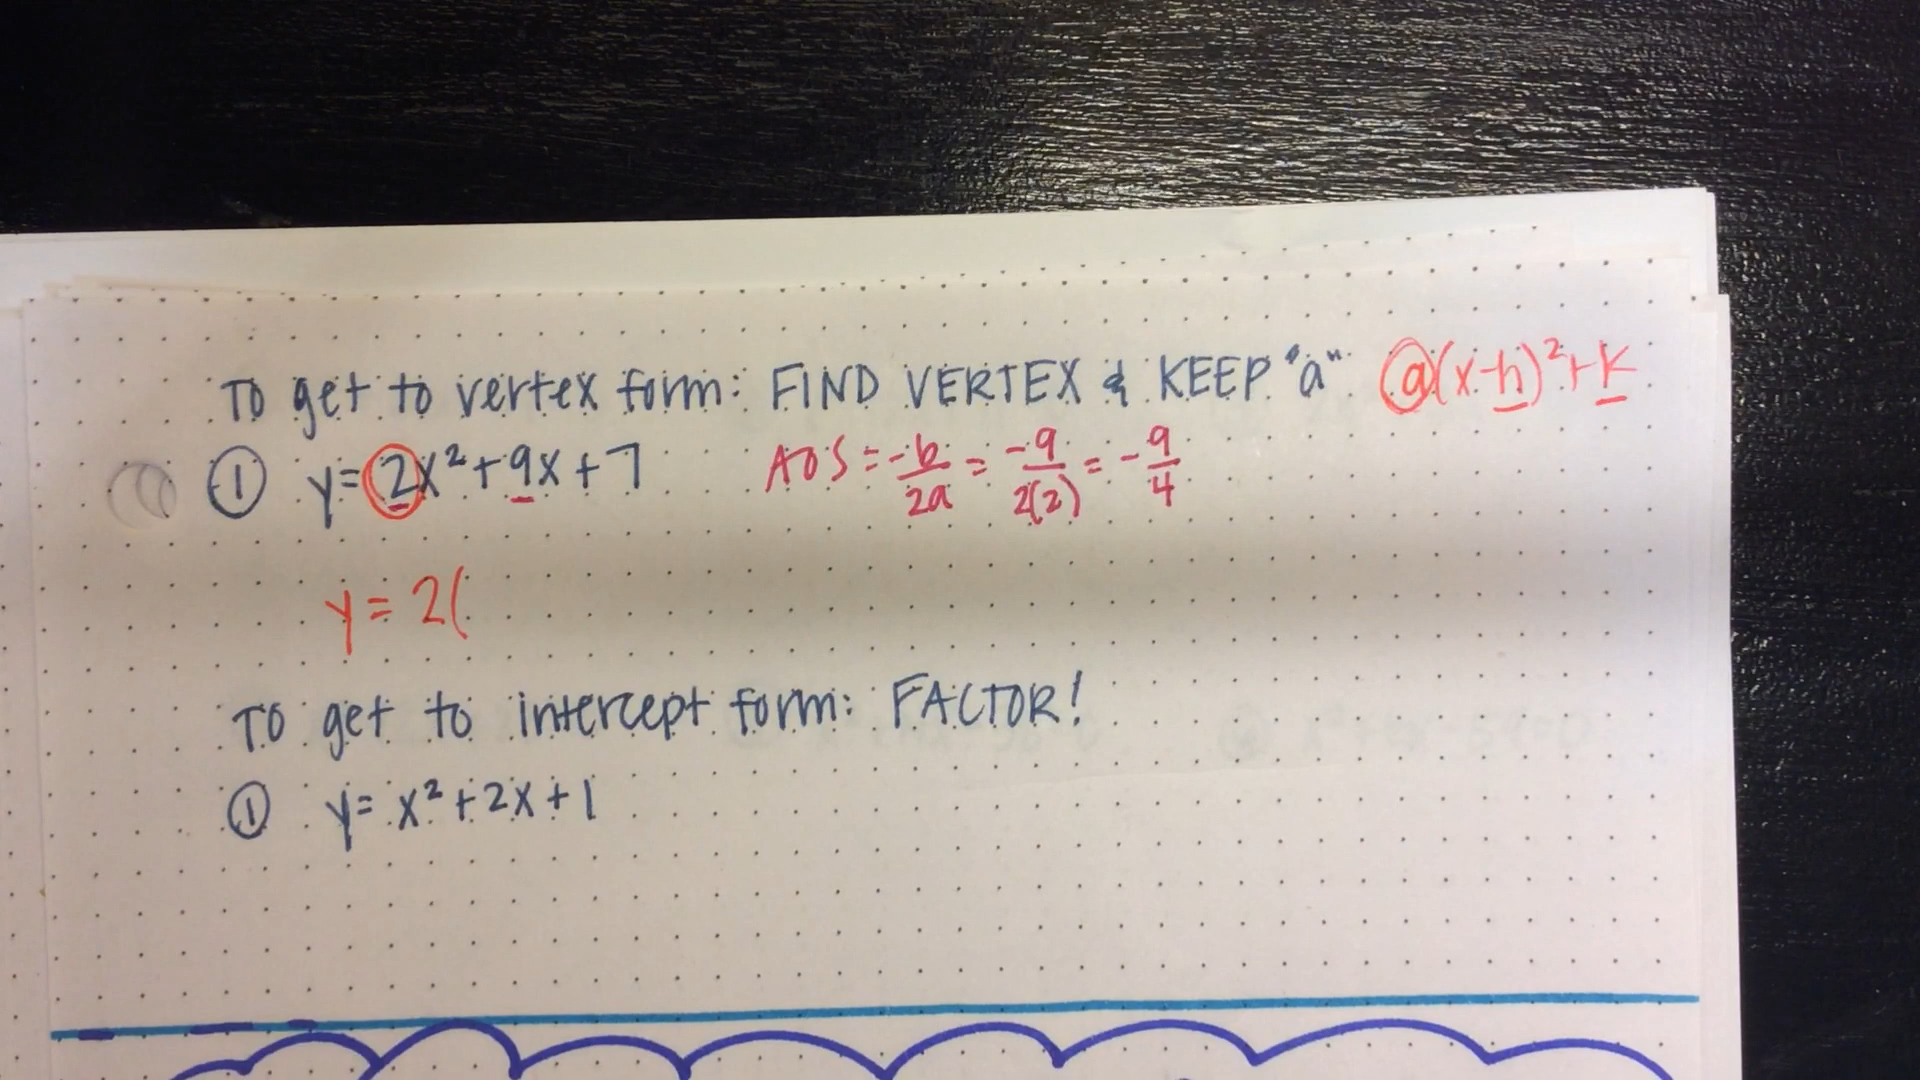 To get to vertex form: FIND VERTEX & KEEP "a" a(x-h)²+k
① y=2x²+9x+7 AOS = -b/2a = -9/2(2) = -9/4
y = 2(
To get to intercept form: FACTOR!
① y= x²+2x+1